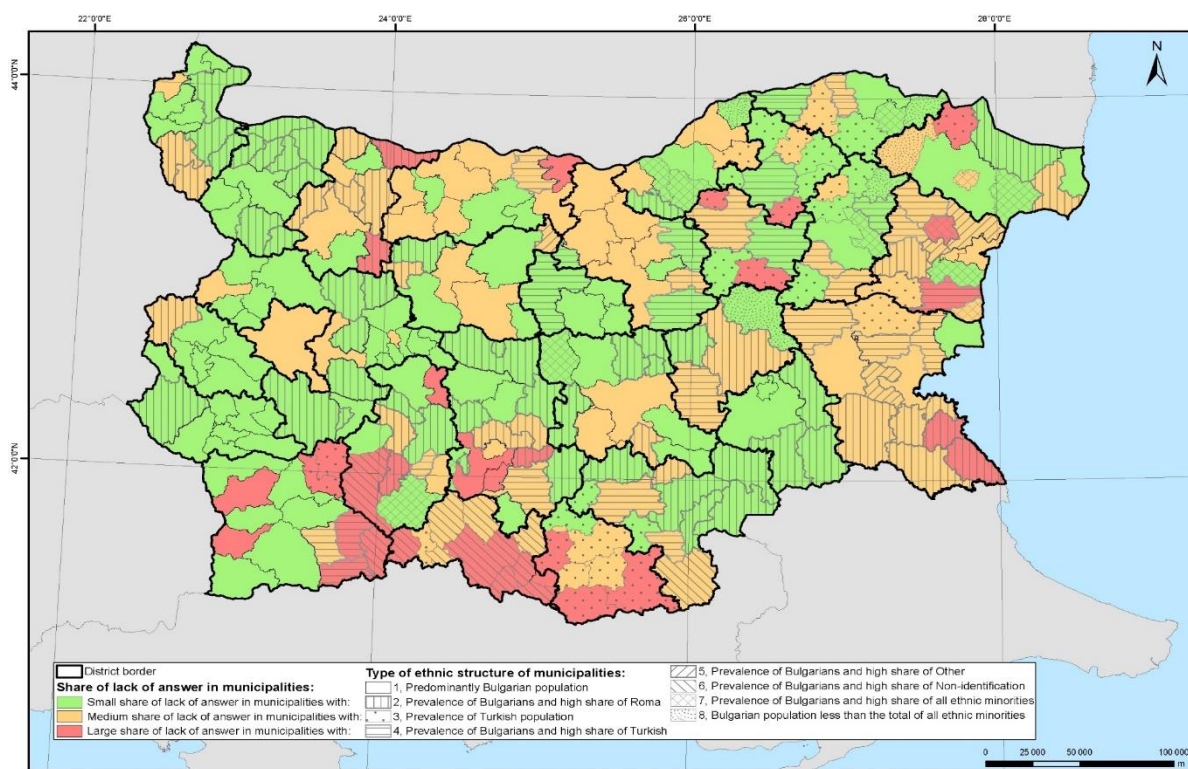 22°0'0"E 24°0'0"E 26°0'0"E 28°0'0"E
N
44°0'0"N
42°0'0"N
District border
Share of lack of answer in municipalities:
Small share of lack of answer in municipalities with:
Medium share of lack of answer in municipalities with:
Large share of lack of answer in municipalities with:
Type of ethnic structure of municipalities:
1, Predominantly Bulgarian population
2, Prevalence of Bulgarians and high share of Roma
3, Prevalence of Turkish population
4, Prevalence of Bulgarians and high share of Turkish
5, Prevalence of Bulgarians and high share of Other
6, Prevalence of Bulgarians and high share of Non-identification
7, Prevalence of Bulgarians and high share of all ethnic minorities
8, Bulgarian population less than the total of all ethnic minorities
0 25 000 50 000 100 000
m